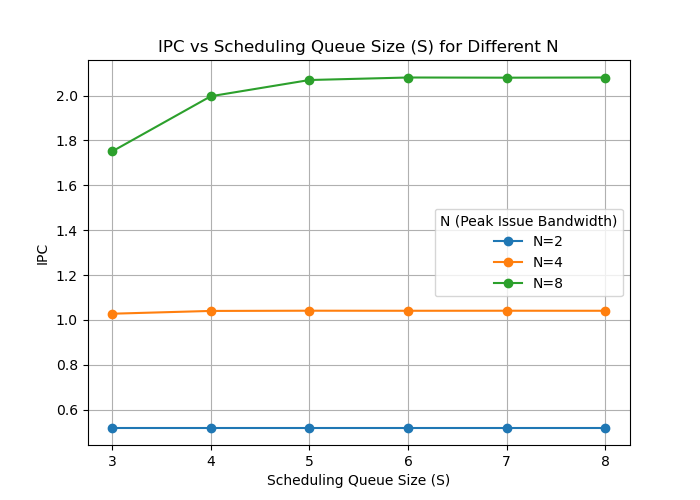 IPC vs Scheduling Queue Size (S) for Different N
IPC
2.0
1.8
1.6
1.4
1.2
1.0
0.8
0.6
N (Peak Issue Bandwidth)
N=2
N=4
N=8
3 4 5 6 7 8
Scheduling Queue Size (S)